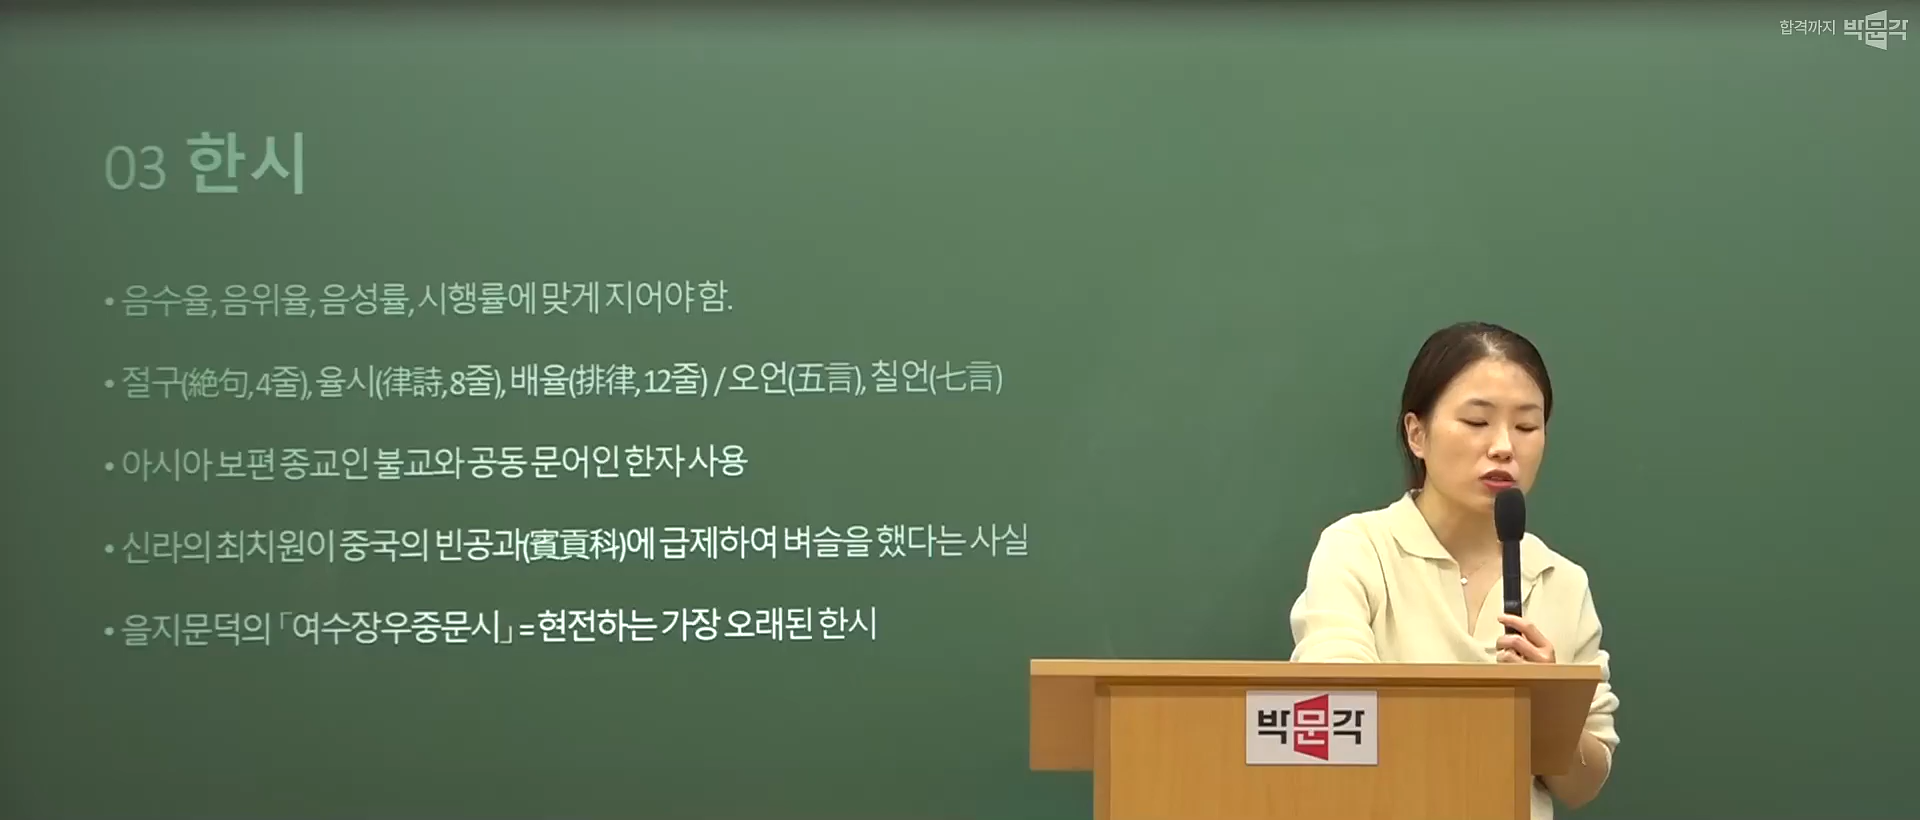 합격까지 박문각
03 한시
• 음수율, 음위율, 음성률, 시행률에 맞게 지어야 함.
• 절구(絶句, 4줄), 율시(律詩, 8줄), 배율(排律, 12줄) / 오언(五言), 칠언(七言)
• 아시아 보편 종교인 불교와 공동 문어인 한자 사용
• 신라의 최치원이 중국의 빈공과(賓貢科)에 급제하여 벼슬을 했다는 사실
• 을지문덕의 「여수장우중문시」 = 현전하는 가장 오래된 한시
박문각